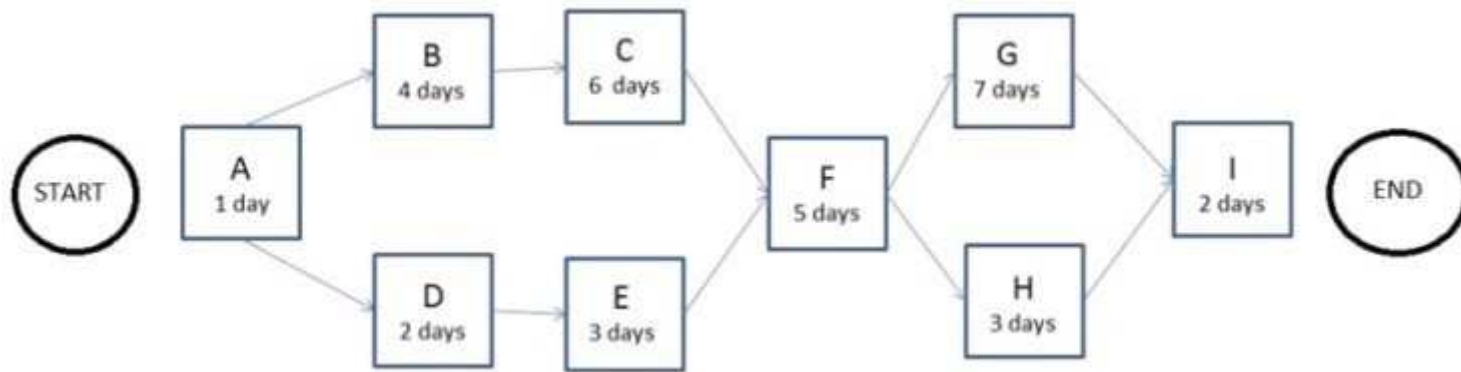 START
A
1 day
B
4 days
C
6 days
D
2 days
E
3 days
F
5 days
G
7 days
H
3 days
I
2 days
END